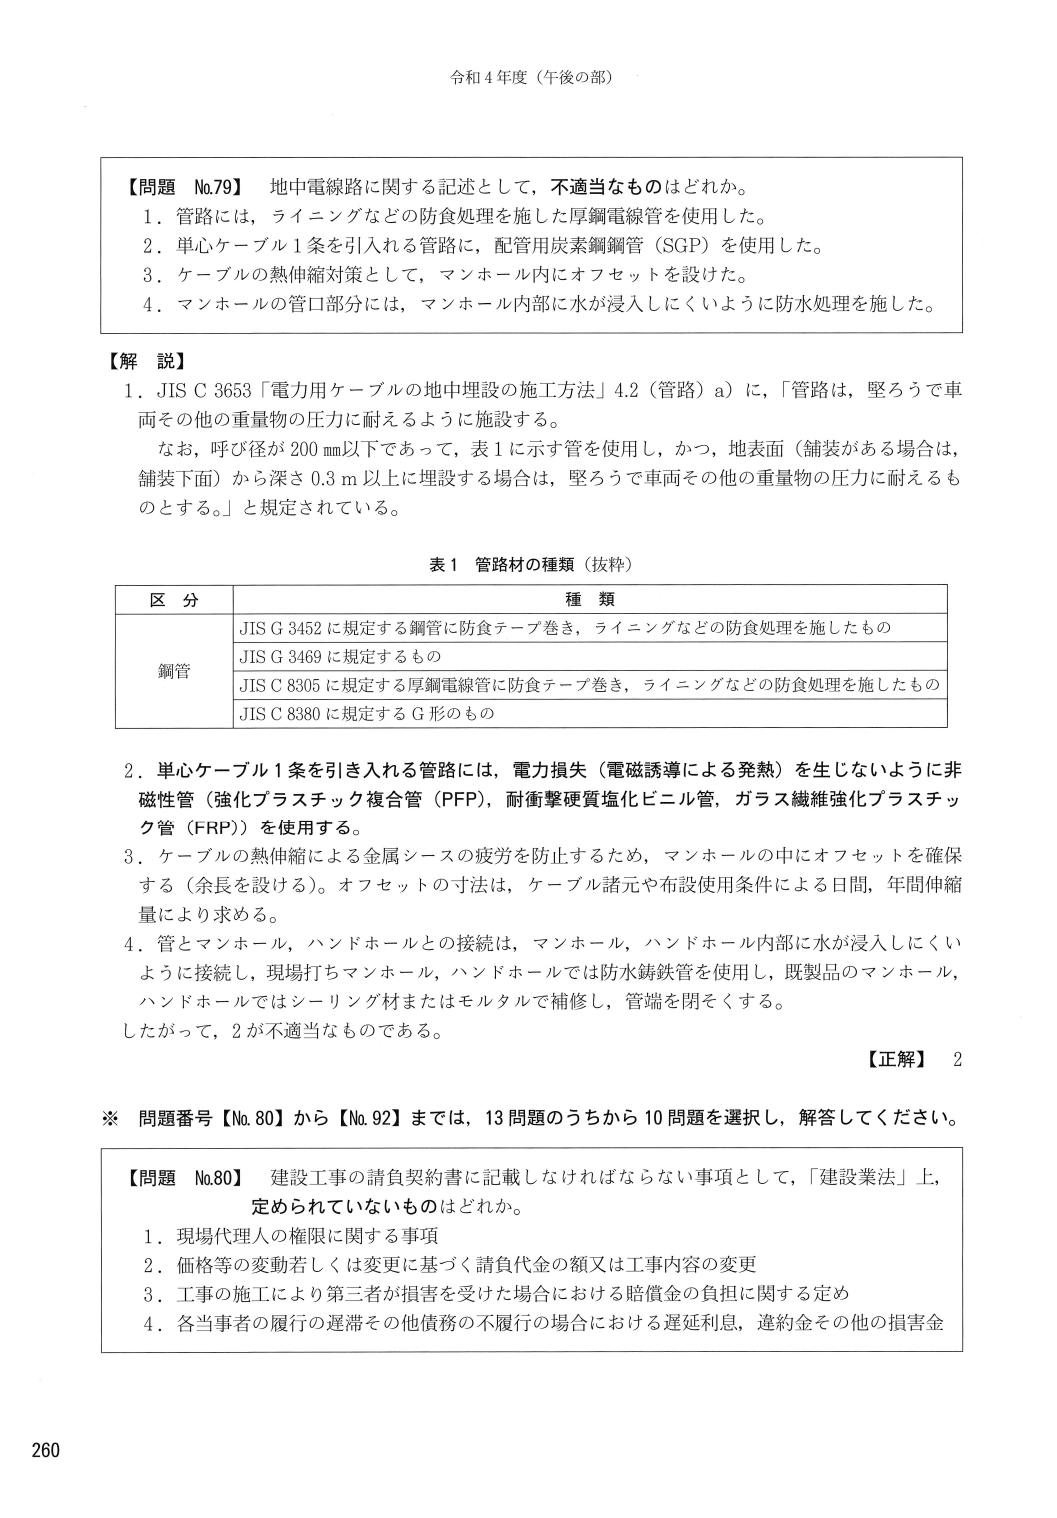 令和4年度（午後の部）
【問題　№79】　地中電線路に関する記述として，不適当なものはどれか。
1．管路には，ライニングなどの防食処理を施した厚鋼電線管を使用した。
2．単心ケーブル1条を引入れる管路に，配管用炭素鋼鋼管（SGP）を使用した。
3．ケーブルの熱伸縮対策として，マンホール内にオフセットを設けた。
4．マンホールの管口部分には，マンホール内部に水が浸入しにくいように防水処理を施した。
【解　説】
1．JIS C 3653「電力用ケーブルの地中埋設の施工方法」4.2（管路）a）に，「管路は，堅ろうで車
両その他の重量物の圧力に耐えるように施設する。
なお，呼び径が200㎜以下であって，表1に示す管を使用し，かつ，地表面（舗装がある場合は，
舗装下面）から深さ0.3 m以上に埋設する場合は，堅ろうで車両その他の重量物の圧力に耐えるも
のとする。」と規定されている。
表1　管路材の種類（抜粋）
区　分　種　類
JIS G 3452に規定する鋼管に防食テープ巻き，ライニングなどの防食処理を施したもの
鋼管　JIS G 3469に規定するもの
JIS C 8305に規定する厚鋼電線管に防食テープ巻き，ライニングなどの防食処理を施したもの
JIS C 8380に規定するG形のもの
2．単心ケーブル1条を引き入れる管路には，電力損失（電磁誘導による発熱）を生じないように非
磁性管（強化プラスチック複合管（PFP），耐衝撃硬質塩化ビニル管，ガラス繊維強化プラスチッ
ク管（FRP））を使用する。
3．ケーブルの熱伸縮による金属シースの疲労を防止するため，マンホールの中にオフセットを確保
する（余長を設ける）。オフセットの寸法は，ケーブル諸元や布設使用条件による日間，年間伸縮
量により求める。
4．管とマンホール，ハンドホールとの接続は，マンホール，ハンドホール内部に水が浸入しにくい
ように接続し，現場打ちマンホール，ハンドホールでは防水鋳鉄管を使用し，既製品のマンホール，
ハンドホールではシーリング材またはモルタルで補修し，管端を閉そくする。
したがって，2が不適当なものである。
【正解】　2
※　問題番号【№80】から【№92】までは，13問題のうちから10問題を選択し，解答してください。
【問題　№80】　建設工事の請負契約書に記載しなければならない事項として，「建設業法」上，
定められていないものはどれか。
1．現場代理人の権限に関する事項
2．価格等の変動若しくは変更に基づく請負代金の額又は工事内容の変更
3．工事の施工により第三者が損害を受けた場合における賠償金の負担に関する定め
4．各当事者の履行の遅滞その他債務の不履行の場合における遅延利息，違約金その他の損害金
260